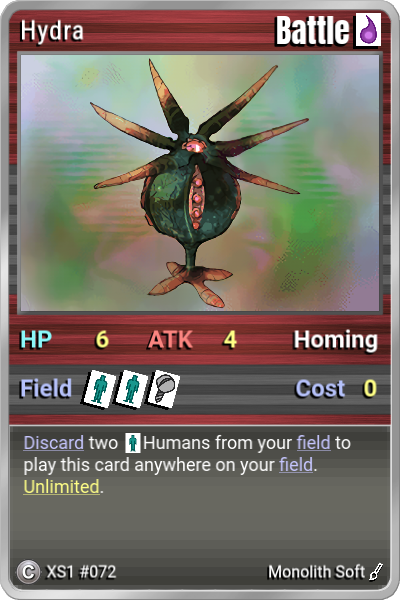 Hydra Battle
HP 6 ATK 4 Homing
Field Cost 0
Discard two Humans from your field to
play this card anywhere on your field.
Unlimited.
C XS1 #072 Monolith Soft